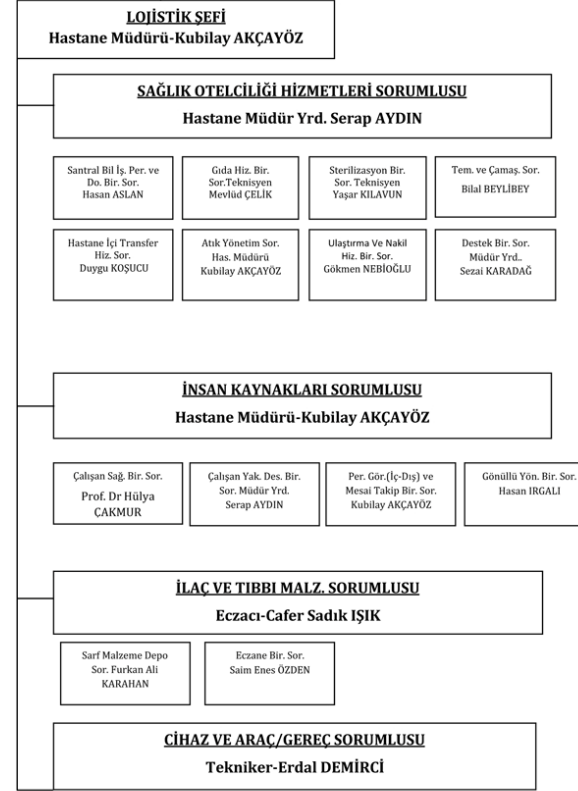 LOJİSTİK ŞEFİ
Hastane Müdürü-Kubilay AKÇAYÖZ
SAĞLIK OTELCİLİĞİ HİZMETLERİ SORUMLUSU
Hastane Müdür Yrd. Serap AYDIN
Santral Bil İş. Per. ve
Do. Bir. Sor.
Hasan ASLAN
Gıda Hiz. Bir.
Sor.Teknisyen
Mevlüd ÇELİK
Sterilizasyon Bir.
Sor. Teknisyen
Yaşar KILAVUN
Tem. ve Çamaş. Sor.
Bilal BEYLİBEY
Hastane İçi Transfer
Hiz. Sor.
Duygu KOŞUCU
Atık Yönetim Sor.
Has. Müdürü
Kubilay AKÇAYÖZ
Ulaştırma Ve Nakil
Hiz. Bir. Sor.
Gökmen NEBİOĞLU
Destek Bir. Sor.
Müdür Yrd..
Sezai KARADAĞ
İNSAN KAYNAKLARI SORUMLUSU
Hastane Müdürü-Kubilay AKÇAYÖZ
Çalışan Sağ. Bir. Sor.
Prof. Dr Hülya
ÇAKMUR
Çalışan Yak. Des. Bir.
Sor. Müdür Yrd.
Serap AYDIN
Per. Gör.(İç-Dış) ve
Mesai Takip Bir. Sor.
Kubilay AKÇAYÖZ
Gönüllü Yön. Bir. Sor.
Hasan IRGALI
İLAÇ VE TIBBI MALZ. SORUMLUSU
Eczacı-Cafer Sadık IŞIK
Sarf Malzeme Depo
Sor. Furkan Ali
KARAHAN
Eczane Bir. Sor.
Saim Enes ÖZDEN
CİHAZ VE ARAÇ/GEREÇ SORUMLUSU
Tekniker-Erdal DEMİRCİ